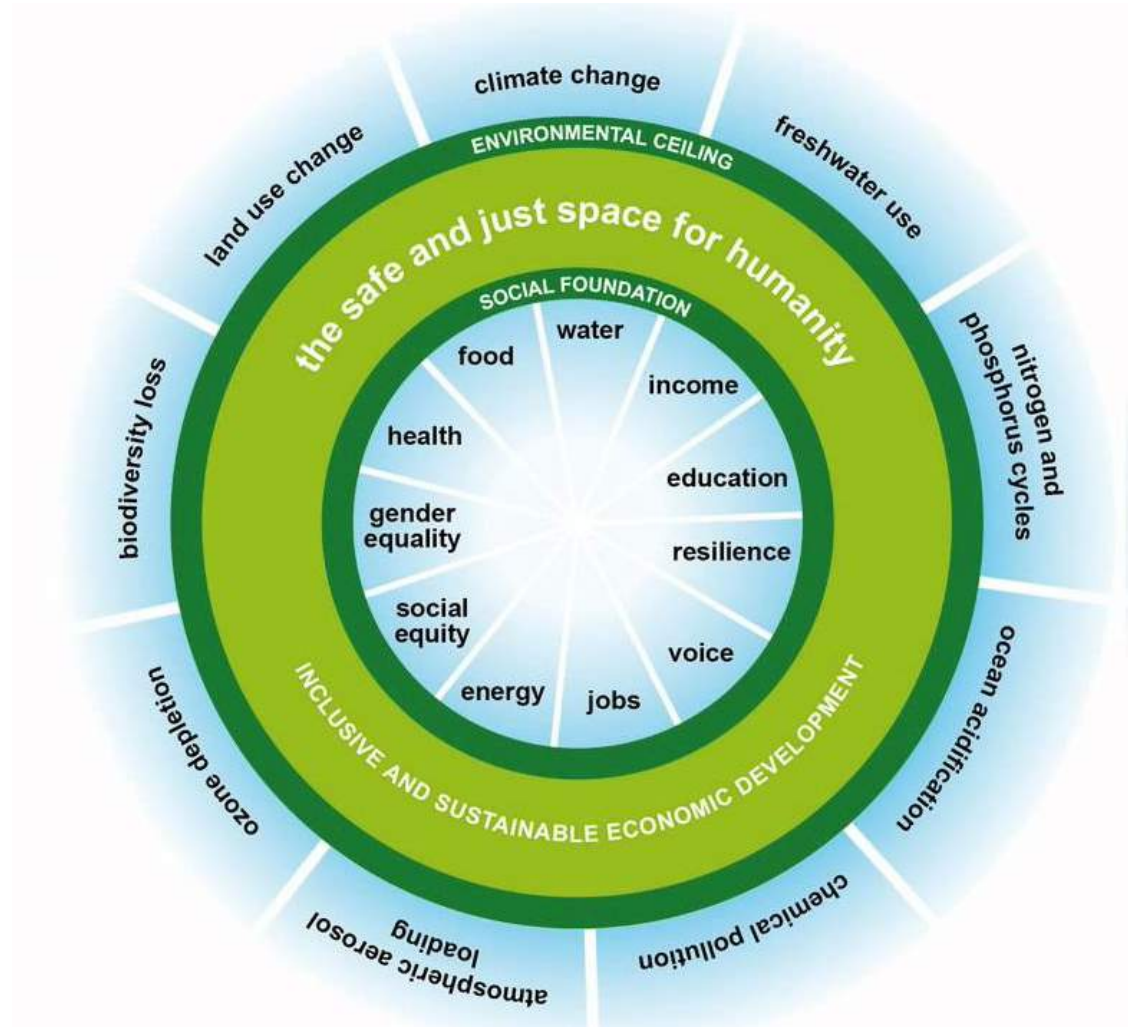 climate change
freshwater use
nitrogen and
phosphorus cycles
ocean acidification
chemical pollution
atmospheric aerosol
loading
ozone depletion
biodiversity loss
land use change
ENVIRONMENTAL CEILING
the safe and just space for humanity
SOCIAL FOUNDATION
water
income
education
resilience
voice
jobs
energy
social
equity
gender
equality
health
food
INCLUSIVE AND SUSTAINABLE ECONOMIC DEVELOPMENT